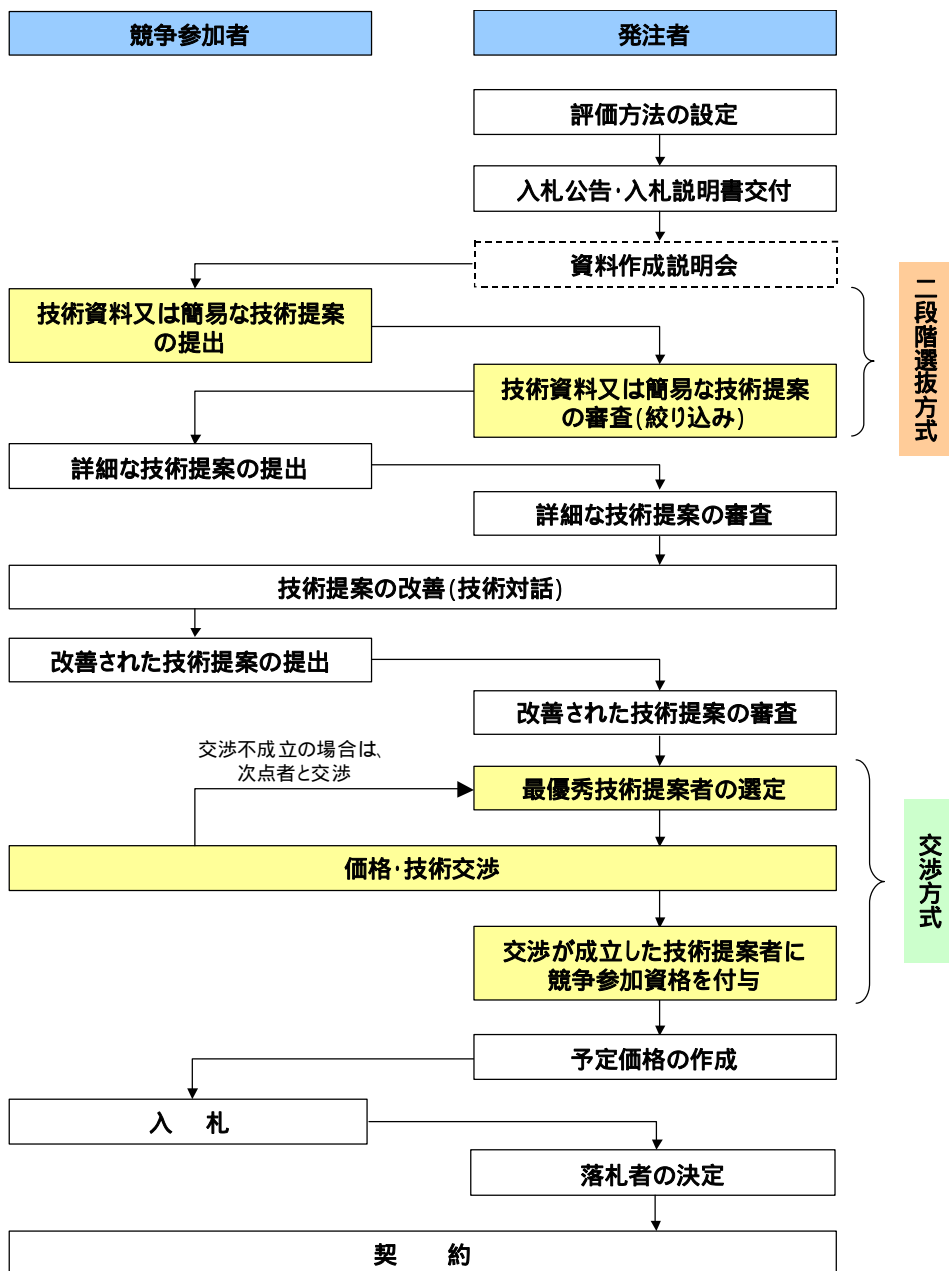 競争参加者
発注者
評価方法の設定
入札公告・入札説明書交付
資料作成説明会
技術資料又は簡易な技術提案
の提出
技術資料又は簡易な技術提案
の審査(絞り込み)
二段階選抜方式
詳細な技術提案の提出
詳細な技術提案の審査
技術提案の改善(技術対話)
改善された技術提案の提出
改善された技術提案の審査
交渉不成立の場合は、
次点者と交渉
最優秀技術提案者の選定
価格・技術交渉
交渉が成立した技術提案者に
競争参加資格を付与
交渉方式
予定価格の作成
入 札
落札者の決定
契 約